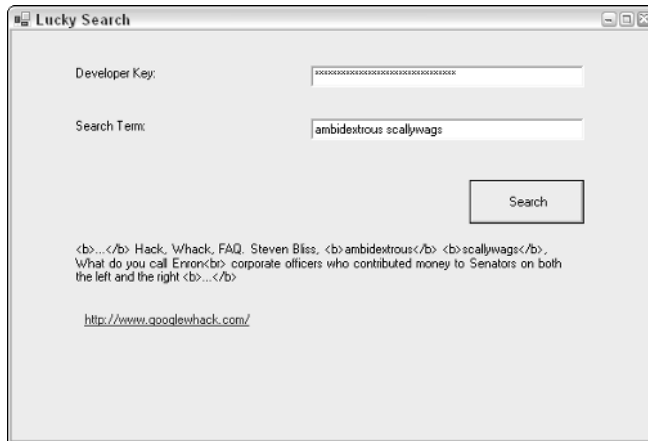 Lucky Search
Developer Key:
********************************
Search Term:
ambidextrous scallywags
Search
<b>...</b> Hack, Whack, FAQ. Steven Bliss, <b>ambidextrous</b> <b>scallywags</b>,
What do you call Enron<br> corporate officers who contributed money to Senators on both
the left and the right <b>...</b>
http://www.googlewhack.com/